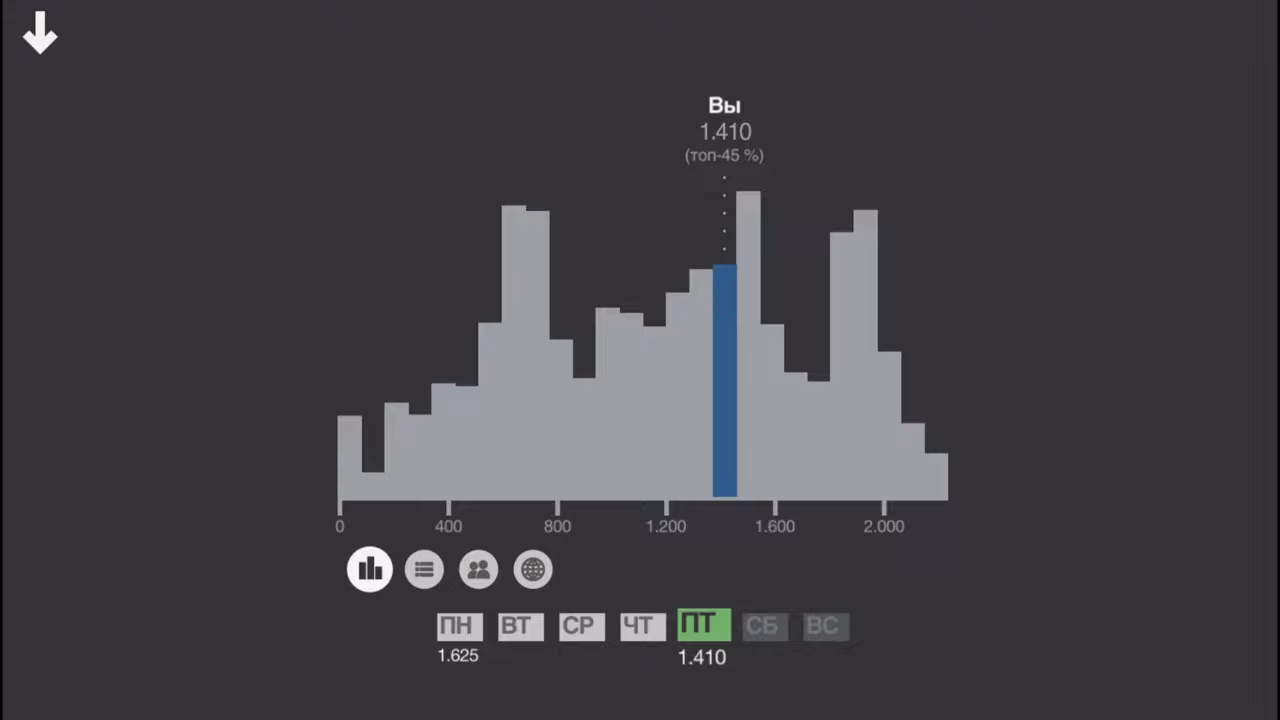 Вы
1.410
(топ-45 %)
0 400 800 1.200 1.600 2.000
ПН ВТ СР ЧТ ПТ СБ ВС
1.625 1.410